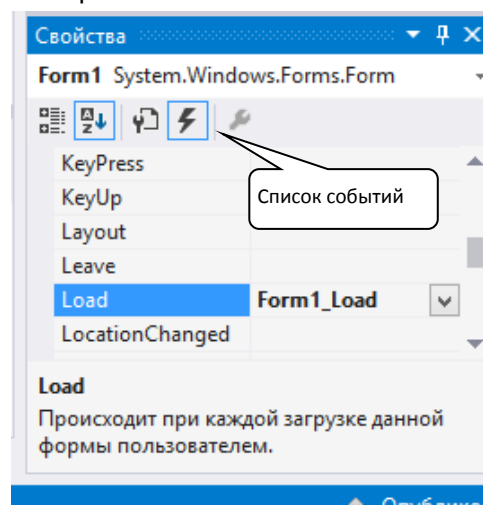 Свойства
Form1 System.Windows.Forms.Form
KeyPress
KeyUp
Список событий
Layout
Leave
Load Form1_Load
LocationChanged
Load
Происходит при каждой загрузке данной
формы пользователем.